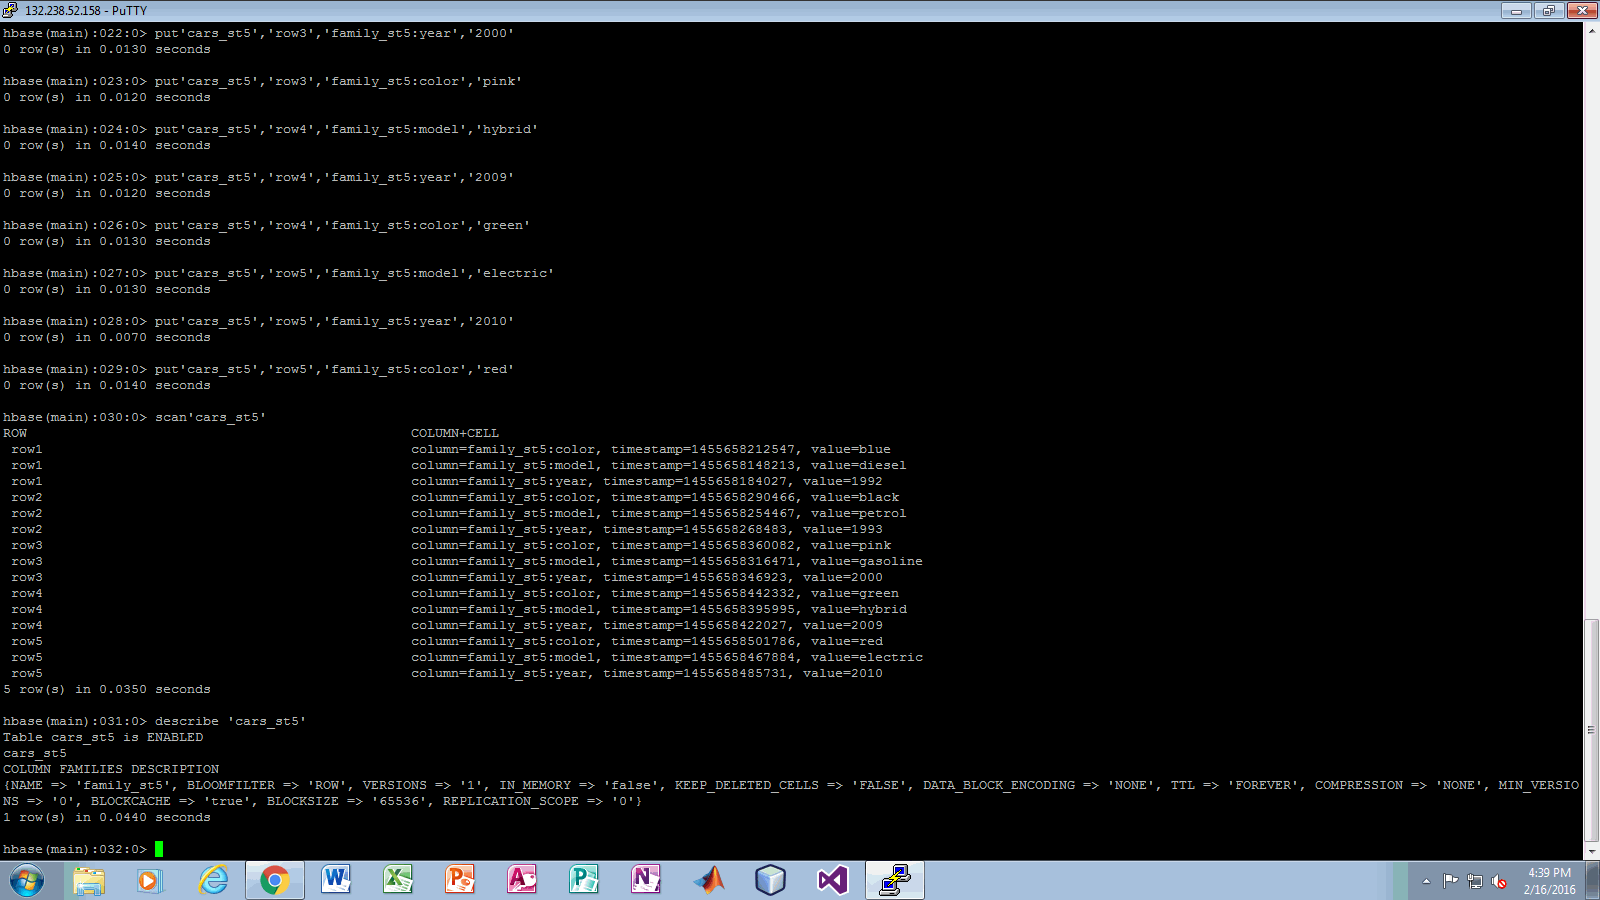 132.238.52.158 - PuTTY
hbase(main):022:0> put'cars_st5','row3','family_st5:year','2000'
0 row(s) in 0.0130 seconds
hbase(main):023:0> put'cars_st5','row3','family_st5:color','pink'
0 row(s) in 0.0120 seconds
hbase(main):024:0> put'cars_st5','row4','family_st5:model','hybrid'
0 row(s) in 0.0140 seconds
hbase(main):025:0> put'cars_st5','row4','family_st5:year','2009'
0 row(s) in 0.0120 seconds
hbase(main):026:0> put'cars_st5','row4','family_st5:color','green'
0 row(s) in 0.0130 seconds
hbase(main):027:0> put'cars_st5','row5','family_st5:model','electric'
0 row(s) in 0.0130 seconds
hbase(main):028:0> put'cars_st5','row5','family_st5:year','2010'
0 row(s) in 0.0070 seconds
hbase(main):029:0> put'cars_st5','row5','family_st5:color','red'
0 row(s) in 0.0140 seconds
hbase(main):030:0> scan'cars_st5'
ROW COLUMN+CELL
row1 column=family_st5:color, timestamp=1455658212547, value=blue
row1 column=family_st5:model, timestamp=1455658148213, value=diesel
row1 column=family_st5:year, timestamp=1455658184027, value=1992
row2 column=family_st5:color, timestamp=1455658290466, value=black
row2 column=family_st5:model, timestamp=1455658254467, value=petrol
row2 column=family_st5:year, timestamp=1455658268483, value=1993
row3 column=family_st5:color, timestamp=1455658360082, value=pink
row3 column=family_st5:model, timestamp=1455658316471, value=gasoline
row3 column=family_st5:year, timestamp=1455658346923, value=2000
row4 column=family_st5:color, timestamp=1455658442332, value=green
row4 column=family_st5:model, timestamp=1455658395995, value=hybrid
row4 column=family_st5:year, timestamp=1455658422027, value=2009
row5 column=family_st5:color, timestamp=1455658501786, value=red
row5 column=family_st5:model, timestamp=1455658467884, value=electric
row5 column=family_st5:year, timestamp=1455658485731, value=2010
5 row(s) in 0.0350 seconds
hbase(main):031:0> describe 'cars_st5'
Table cars_st5 is ENABLED
cars_st5
COLUMN FAMILIES DESCRIPTION
{NAME => 'family_st5', BLOOMFILTER => 'ROW', VERSIONS => '1', IN_MEMORY => 'false', KEEP_DELETED_CELLS => 'FALSE', DATA_BLOCK_ENCODING => 'NONE', TTL => 'FOREVER', COMPRESSION => 'NONE', MIN_VERSIO
NS => '0', BLOCKCACHE => 'true', BLOCKSIZE => '65536', REPLICATION_SCOPE => '0'}
1 row(s) in 0.0440 seconds
hbase(main):032:0>
4:39 PM
2/16/2016